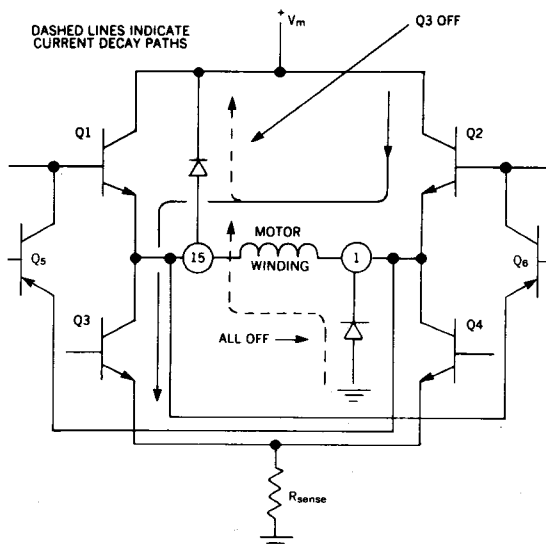 DASHED LINES INDICATE
CURRENT DECAY PATHS
+
Vm
Q3 OFF
Q1
Q2
Q5
15
MOTOR
WINDING
1
Q6
Q3
ALL OFF
Q4
Rsense